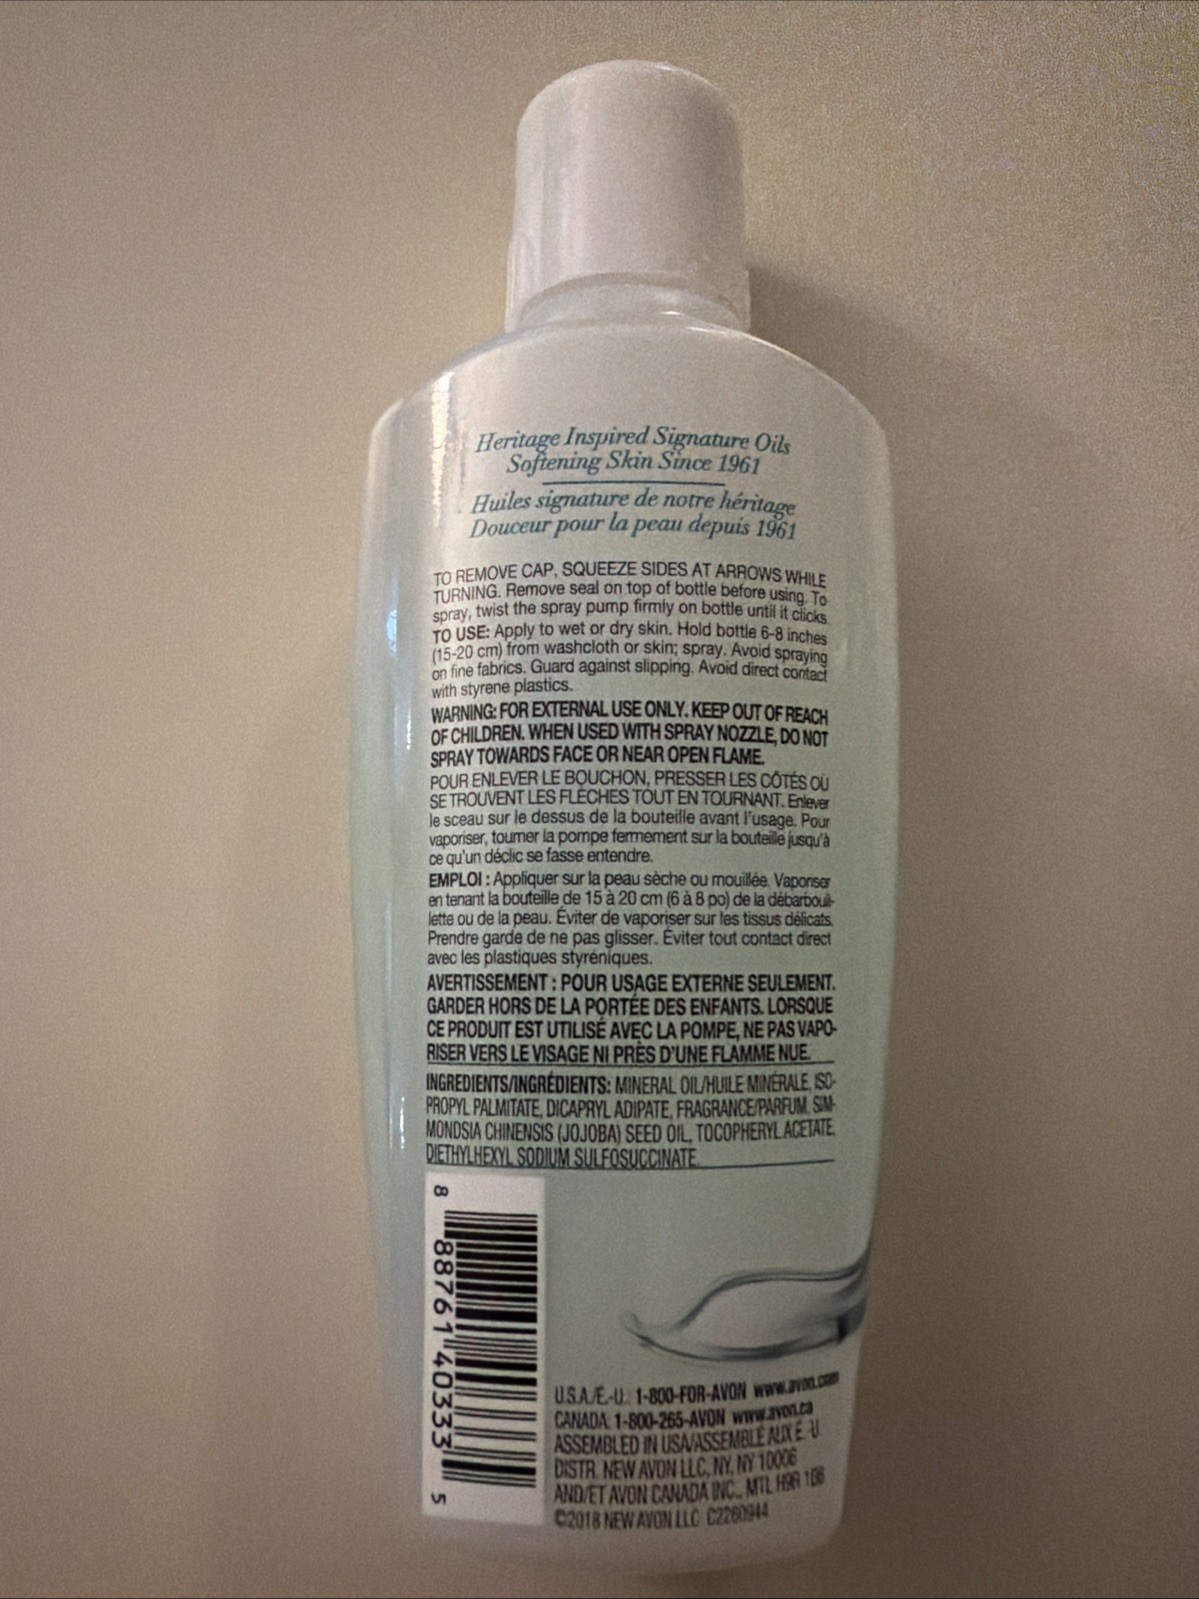 Heritage Inspired Signature Oils
Softening Skin Since 1961
Huiles signature de notre héritage
Douceur pour la peau depuis 1961
TO REMOVE CAP, SQUEEZE SIDES AT ARROWS WHILE
TURNING. Remove seal on top of bottle before using. To
spray, twist the spray pump firmly on bottle until it clicks.
TO USE: Apply to wet or dry skin. Hold bottle 6-8 inches
(15-20 cm) from washcloth or skin; spray. Avoid spraying
on fine fabrics. Guard against slipping. Avoid direct contact
with styrene plastics.
WARNING: FOR EXTERNAL USE ONLY. KEEP OUT OF REACH
OF CHILDREN. WHEN USED WITH SPRAY NOZZLE, DO NOT
SPRAY TOWARDS FACE OR NEAR OPEN FLAME.
POUR ENLEVER LE BOUCHON, PRESSER LES CÔTÉS OÙ
SE TROUVENT LES FLÈCHES TOUT EN TOURNANT. Enlever
le sceau sur le dessus de la bouteille avant l'usage. Pour
vaporiser, tourner la pompe fermement sur la bouteille jusqu'à
ce qu'un déclic se fasse entendre.
EMPLOI : Appliquer sur la peau sèche ou mouillée. Vaporiser
en tenant la bouteille de 15 à 20 cm (6 à 8 po) de la débarbouil-
lette ou de la peau. Éviter de vaporiser sur les tissus délicats.
Prendre garde de ne pas glisser. Éviter tout contact direct
avec les plastiques styréniques.
AVERTISSEMENT : POUR USAGE EXTERNE SEULEMENT.
GARDER HORS DE LA PORTÉE DES ENFANTS. LORSQUE
CE PRODUIT EST UTILISÉ AVEC LA POMPE, NE PAS VAPO-
RISER VERS LE VISAGE NI PRÈS D'UNE FLAMME NUE.
INGREDIENTS/INGRÉDIENTS: MINERAL OIL/HUILE MINÉRALE, ISO-
PROPYL PALMITATE, DICAPRYL ADIPATE, FRAGRANCE/PARFUM, SIM-
MONDSIA CHINENSIS (JOJOBA) SEED OIL, TOCOPHERYL ACETATE,
DIETHYLHEXYL SODIUM SULFOSUCCINATE.
8 88761 40333 5
U.S.A./É.-U.: 1-800-FOR-AVON www.avon.com
CANADA: 1-800-265-AVON www.avon.ca
ASSEMBLED IN USA/ASSEMBLÉ AUX É.-U.
DISTR. NEW AVON LLC, NY, NY 10006
AND/ET AVON CANADA INC., MTL H9R 1B6
©2018 NEW AVON LLC C2260944